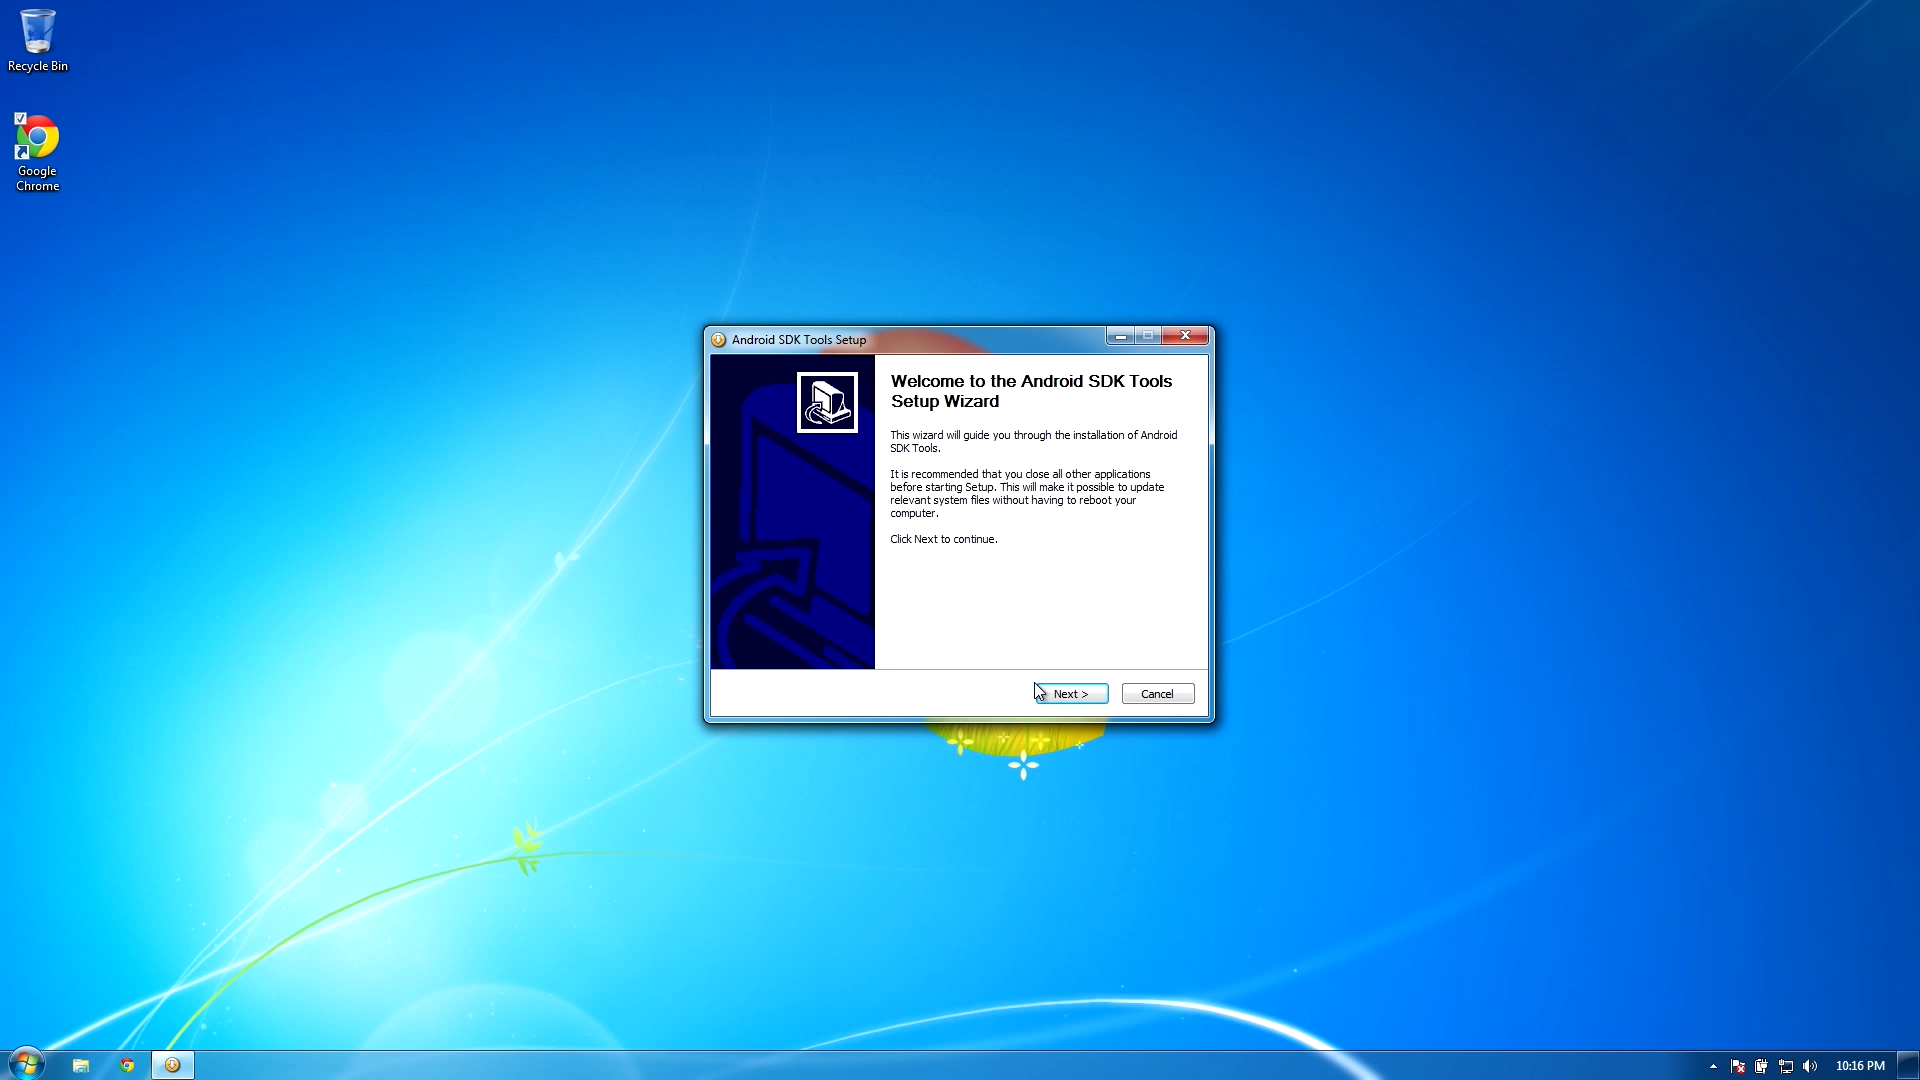 Recycle Bin
Google
Chrome
Android SDK Tools Setup
Welcome to the Android SDK Tools
Setup Wizard
This wizard will guide you through the installation of Android
SDK Tools.
It is recommended that you close all other applications
before starting Setup. This will make it possible to update
relevant system files without having to reboot your
computer.
Click Next to continue.
Next >
Cancel
10:16 PM